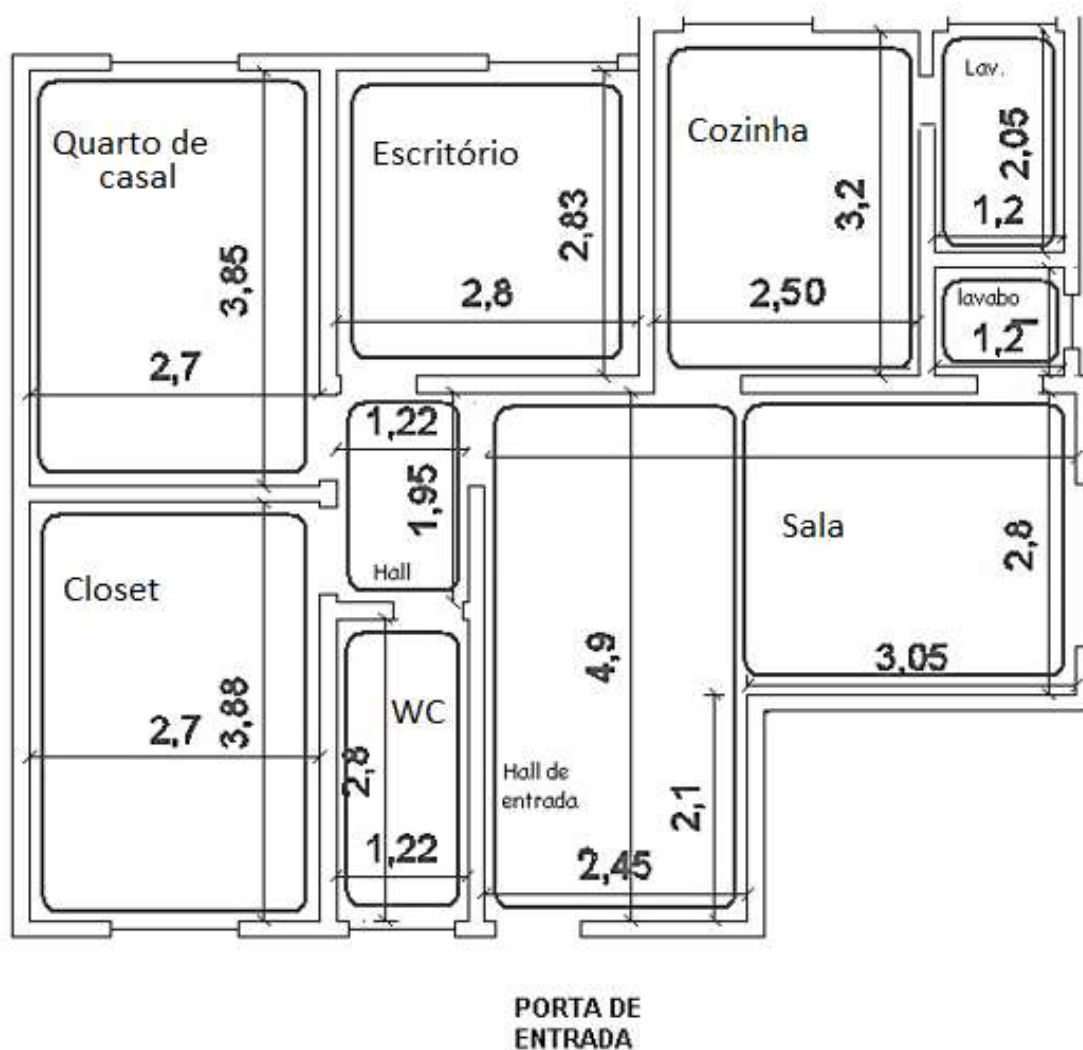 Quarto de
casal
3,85
2,7
Escritório
2,83
2,8
Cozinha
3,2
2,50
Lav.
2,05
1,2
lavabo
1,2
1,22
1,95
Hall
Closet
2,7
3,88
WC
2,8
1,22
Hall de
entrada
4,9
2,1
2,45
Sala
2,8
3,05
PORTA DE
ENTRADA